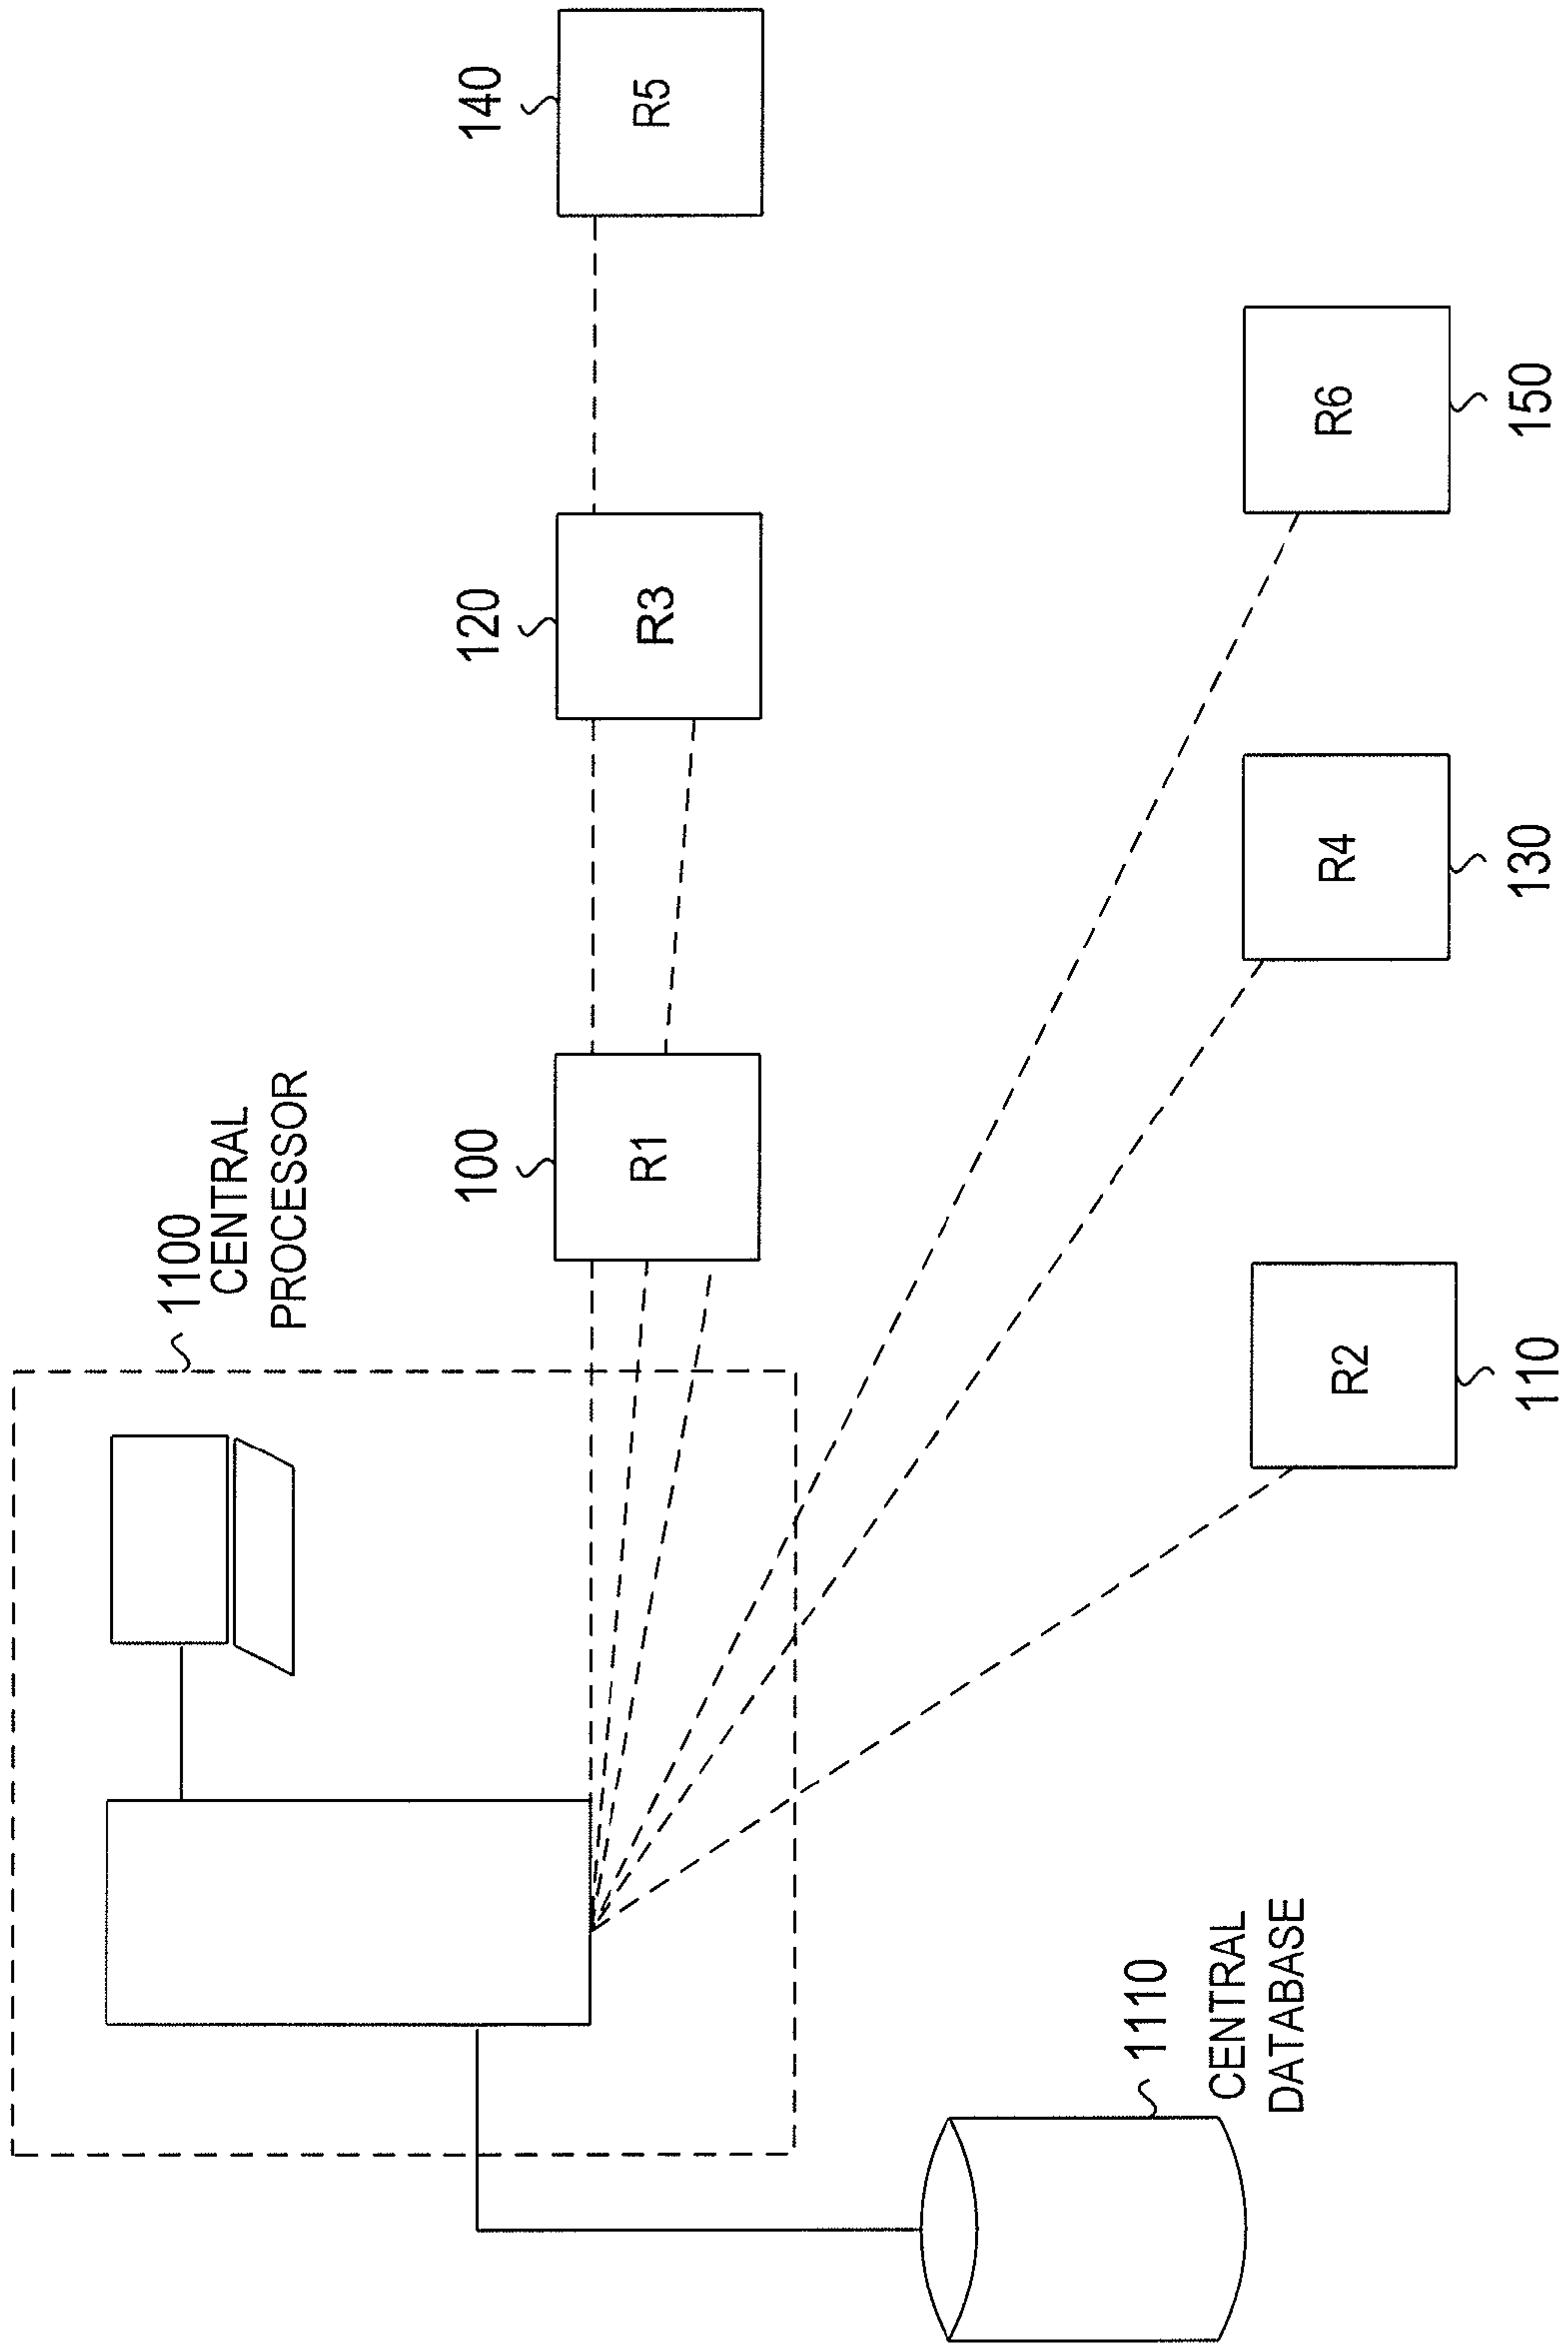 1100
CENTRAL
PROCESSOR
100
R1
120
R3
140
R5
1110
CENTRAL
DATABASE
R2
110
R4
130
R6
150